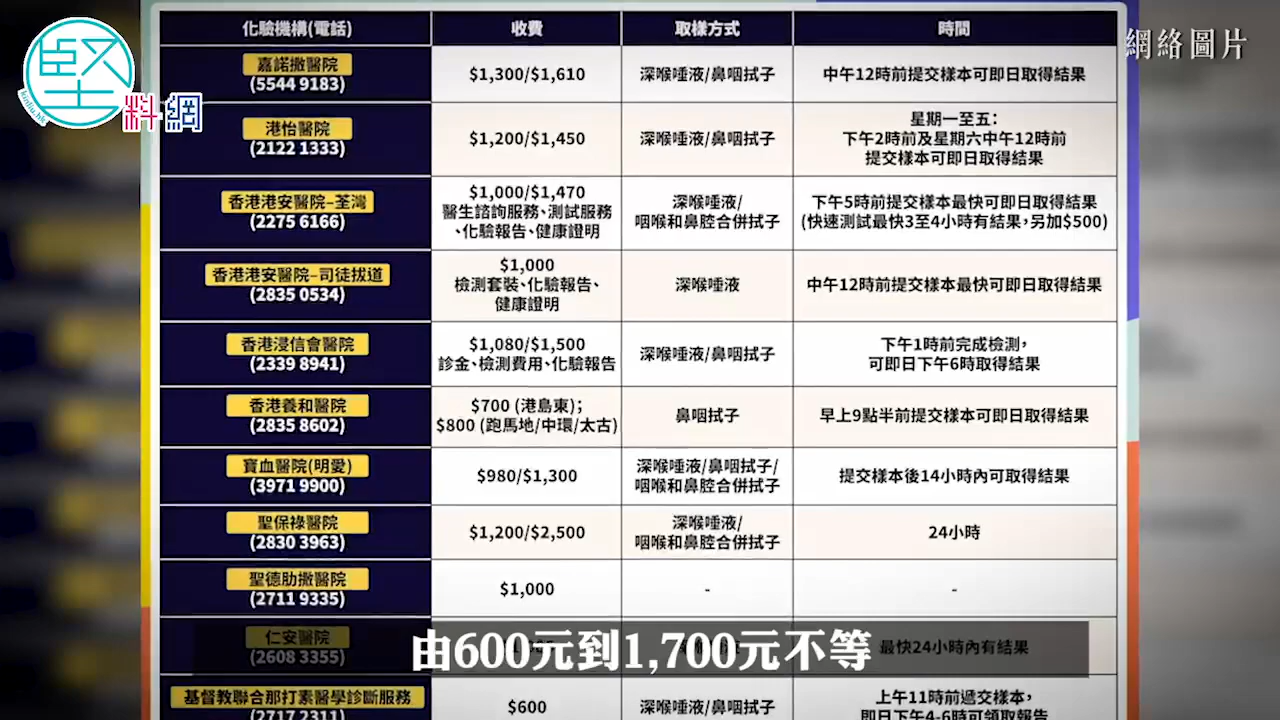 堅
料網
kinliu.hk
網絡圖片
化驗機構(電話) 收費 取樣方式 時間
嘉諾撒醫院
(5544 9183)
$1,300/$1,610
深喉唾液/鼻咽拭子
中午12時前提交樣本可即日取得結果
港怡醫院
(2122 1333)
$1,200/$1,450
深喉唾液/鼻咽拭子
星期一至五：
下午2時前及星期六中午12時前
提交樣本可即日取得結果
香港港安醫院–荃灣
(2275 6166)
$1,000/$1,470
醫生諮詢服務、測試服務
、化驗報告、健康證明
深喉唾液/
咽喉和鼻腔合併拭子
下午5時前提交樣本最快可即日取得結果
(快速測試最快3至4小時有結果，另加$500)
香港港安醫院–司徒拔道
(2835 0534)
$1,000
檢測套裝、化驗報告、
健康證明
深喉唾液
中午12時前提交樣本最快可即日取得結果
香港浸信會醫院
(2339 8941)
$1,080/$1,500
診金、檢測費用、化驗報告
深喉唾液/鼻咽拭子
下午1時前完成檢測，
可即日下午6時取得結果
香港養和醫院
(2835 8602)
$700 (港島東)；
$800 (跑馬地/中環/太古)
鼻咽拭子
早上9點半前提交樣本可即日取得結果
寶血醫院(明愛)
(3971 9900)
$980/$1,300
深喉唾液/鼻咽拭子/
咽喉和鼻腔合併拭子
提交樣本後14小時內可取得結果
聖保祿醫院
(2830 3963)
$1,200/$2,500
深喉唾液/
咽喉和鼻腔合併拭子
24小時
聖德肋撒醫院
(2711 9335)
$1,000
-
-
仁安醫院
(2608 3355)
最快24小時內有結果
由600元到1,700元不等
基督教聯合那打素醫學診斷服務
(2717 2311)
$600
深喉唾液/鼻咽拭子
上午11時前遞交樣本，
即日下午4-6時可領取報告